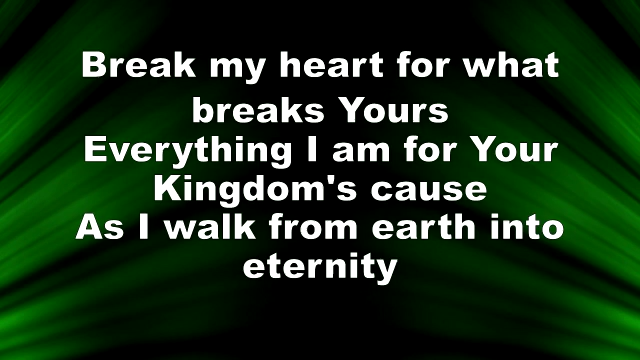 Break my heart for what
breaks Yours
Everything I am for Your
Kingdom's cause
As I walk from earth into
eternity